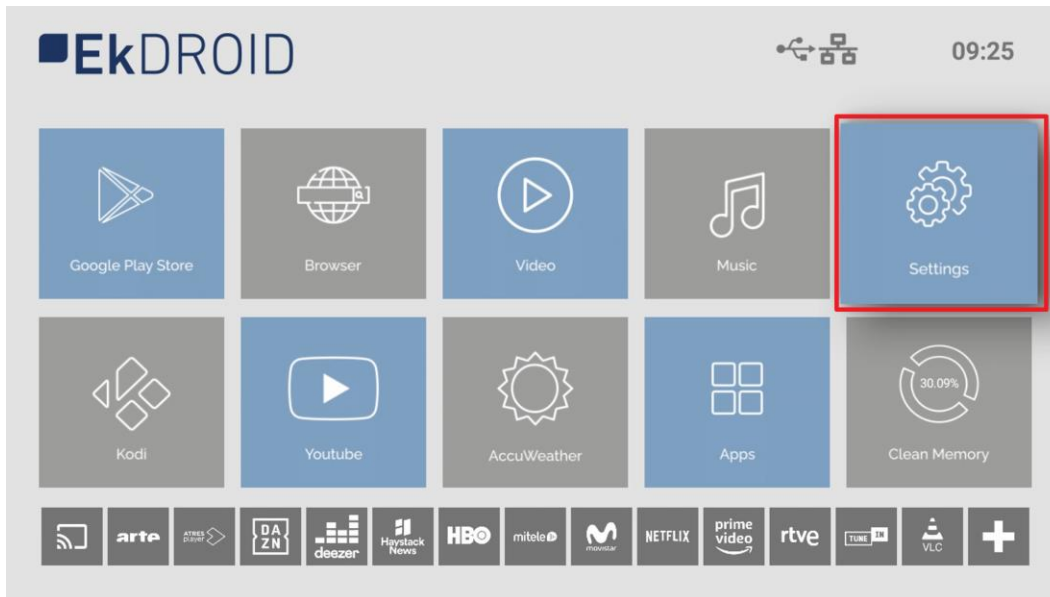 EkDROID
09:25
Google Play Store
Browser
Video
Music
Settings
Kodi
Youtube
AccuWeather
Apps
30.09%
Clean Memory
arte
ATRES
player
DA
ZN
deezer
Haystack
News
HBO
mitele
movistar
NETFLIX
prime
video
rtve
TUNE IN
VLC